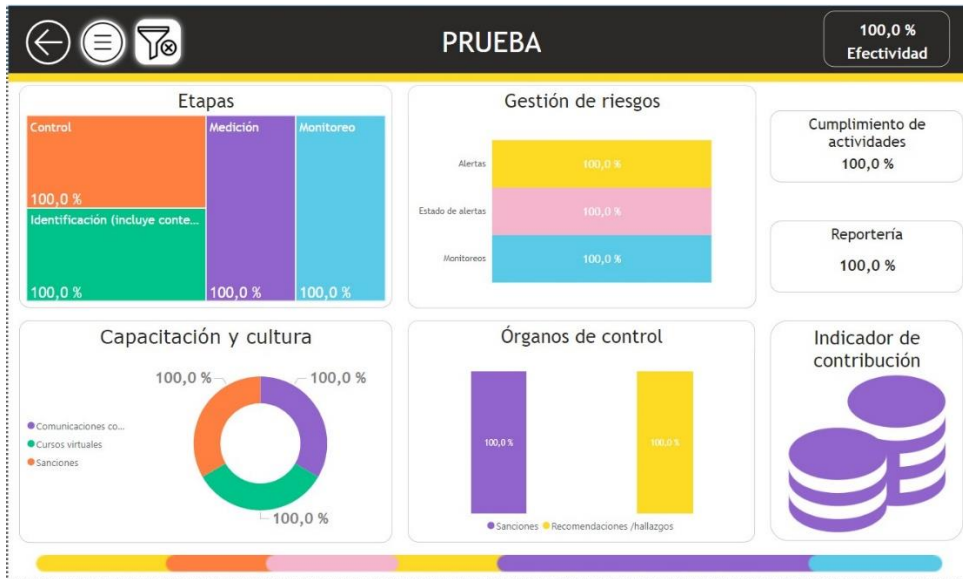 PRUEBA
100,0 %
Efectividad
Etapas
Control
100,0 %
Identificación (incluye conte...
100,0 %
Medición
100,0 %
Monitoreo
100,0 %
Gestión de riesgos
Alertas
100,0 %
Estado de alertas
100,0 %
Monitoreos
100,0 %
Cumplimiento de
actividades
100,0 %
Reportería
100,0 %
Capacitación y cultura
100,0 %
100,0 %
100,0 %
Comunicaciones co...
Cursos virtuales
Sanciones
Órganos de control
100,0 %
100,0 %
Sanciones
Recomendaciones /hallazgos
Indicador de
contribución